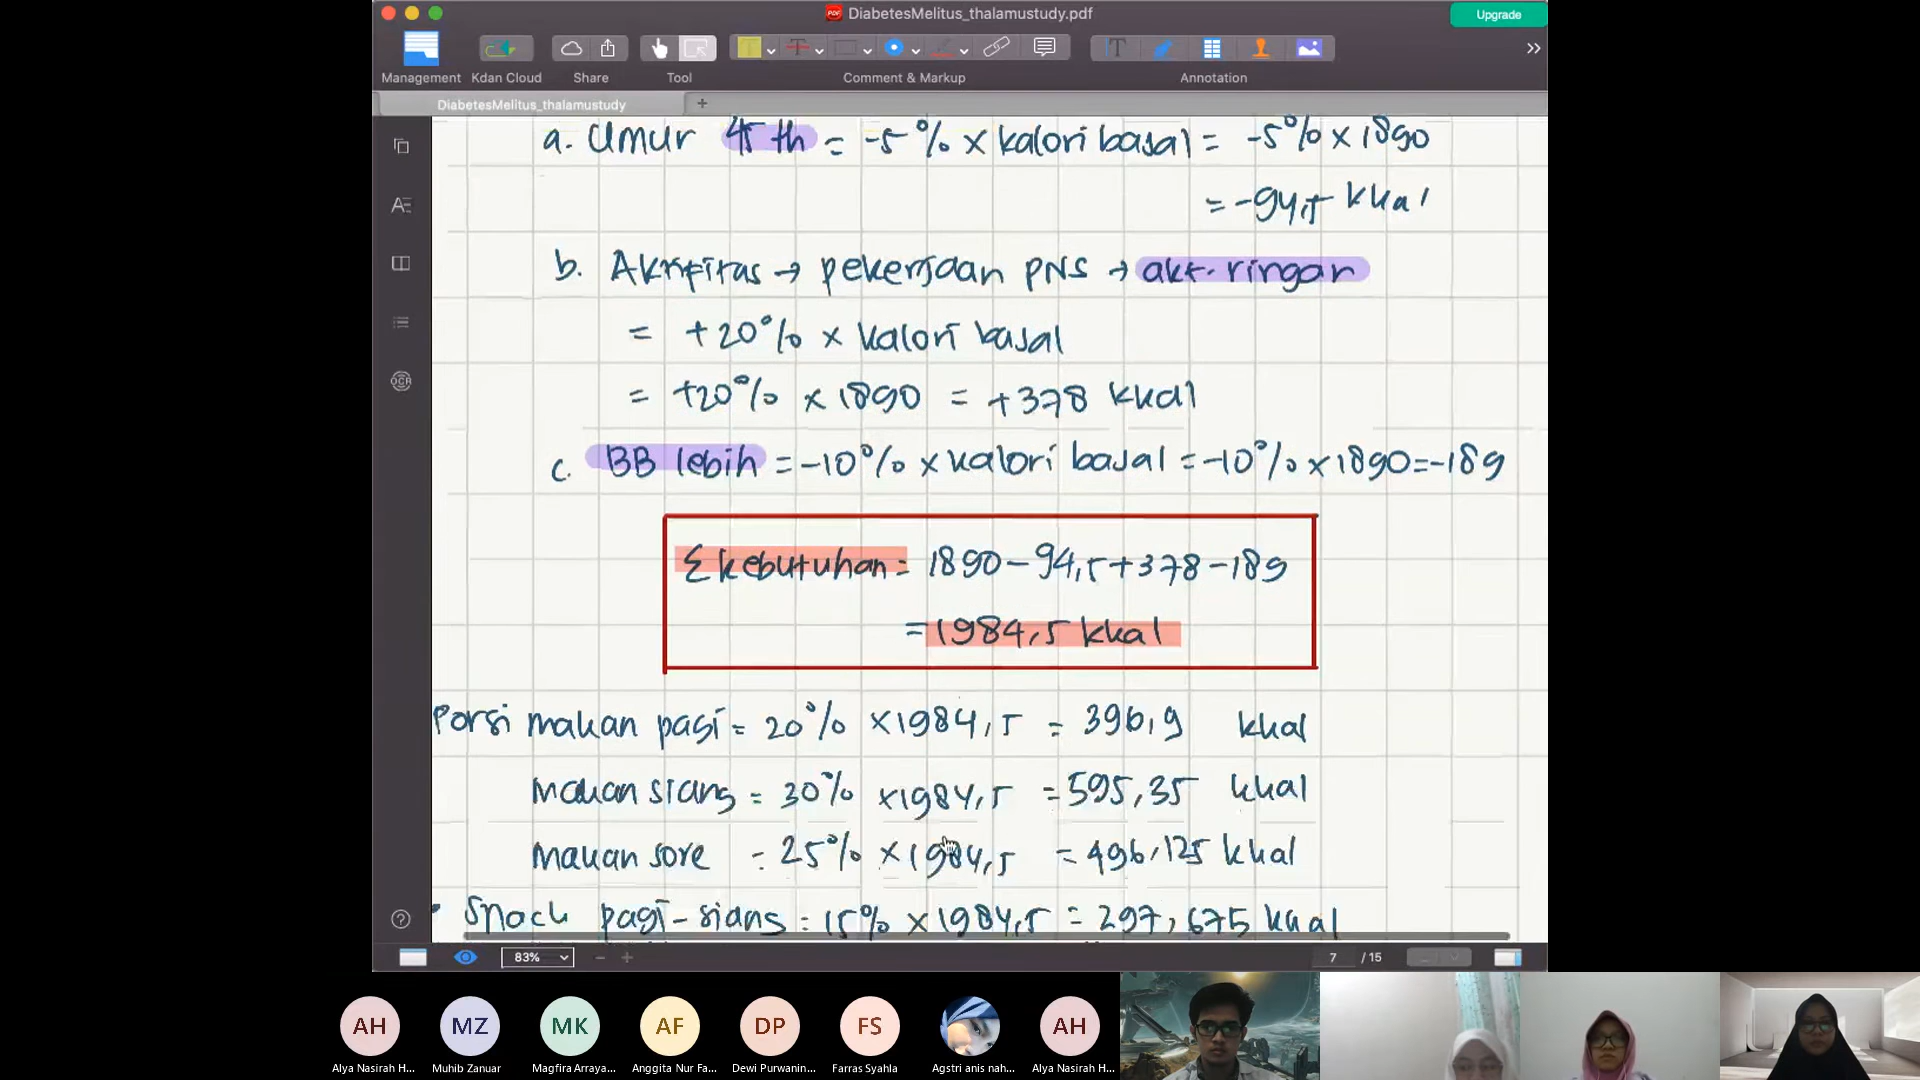 DiabetesMelitus_thalamustudy.pdf
Upgrade
Management Kdan Cloud Share Tool Comment & Markup Annotation
DiabetesMelitus_thalamustudy
a. Umur 45 th = -5% x kalori basal = -5% x 1890
= -94,5 kkal
b. Aktifitas → pekerjaan PNS → akt. ringan
= +20% x kalori basal
= +20% x 1890 = +378 kkal
c. BB lebih = -10% x kalori basal = -10% x 1890 = -189
Σ kebutuhan = 1890 - 94,5 + 378 - 189
= 1984,5 kkal
Porsi makan pagi = 20% x 1984,5 = 396,9 kkal
makan siang = 30% x 1984,5 = 595,35 kkal
makan sore = 25% x 1984,5 = 496,125 kkal
• Snack pagi - siang = 15% x 1984,5 = 297,675 kkal
83% 7 / 15
AH MZ MK AF DP FS AH
Alya Nasirah H... Muhib Zanuar Magfira Arraya... Anggita Nur Fa... Dewi Purwanin... Farras Syahla Agstri anis nah... Alya Nasirah H...